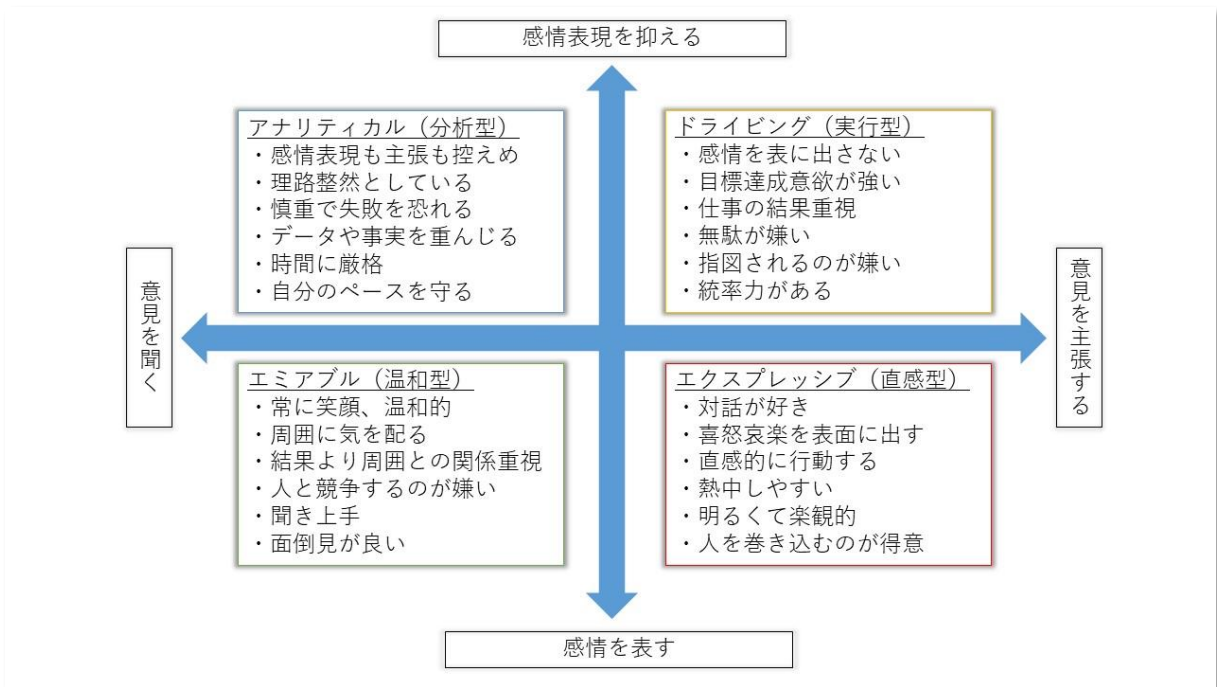 感情表現を抑える
アナリティカル（分析型）
・感情表現も主張も控えめ
・理路整然としている
・慎重で失敗を恐れる
・データや事実を重んじる
・時間に厳格
・自分のペースを守る
ドライビング（実行型）
・感情を表に出さない
・目標達成意欲が強い
・仕事の結果重視
・無駄が嫌い
・指図されるのが嫌い
・統率力がある
意見を聞く
意見を主張する
エミアブル（温和型）
・常に笑顔、温和的
・周囲に気を配る
・結果より周囲との関係重視
・人と競争するのが嫌い
・聞き上手
・面倒見が良い
エクスプレッシブ（直感型）
・対話が好き
・喜怒哀楽を表面に出す
・直感的に行動する
・熱中しやすい
・明るくて楽観的
・人を巻き込むのが得意
感情を表す